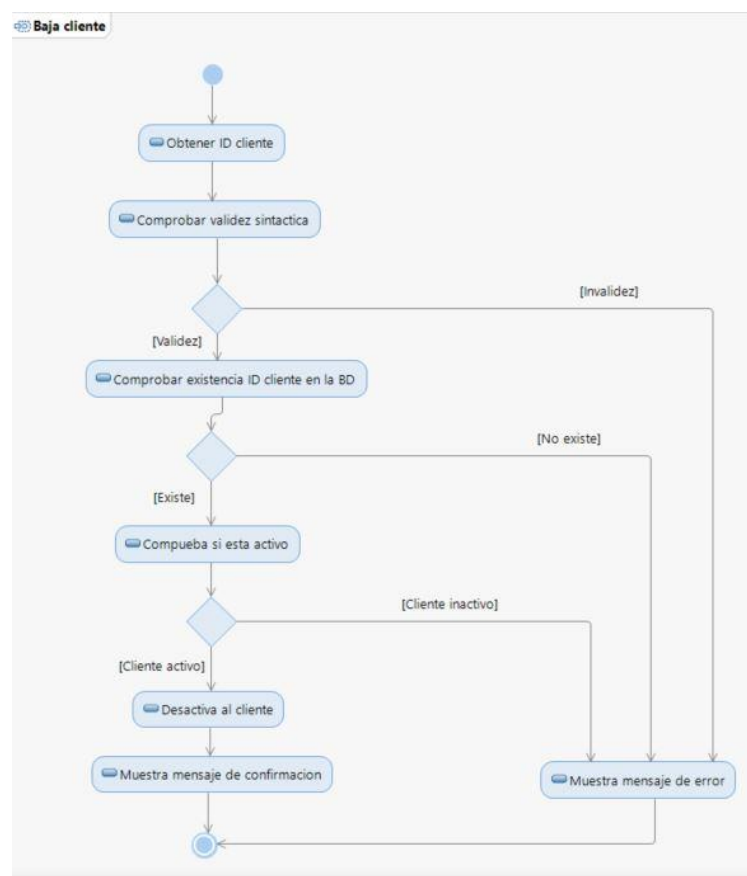 Baja cliente
Obtener ID cliente
Comprobar validez sintactica
[Invalidez]
[Validez]
Comprobar existencia ID cliente en la BD
[No existe]
[Existe]
Compueba si esta activo
[Cliente inactivo]
[Cliente activo]
Desactiva al cliente
Muestra mensaje de confirmacion
Muestra mensaje de error